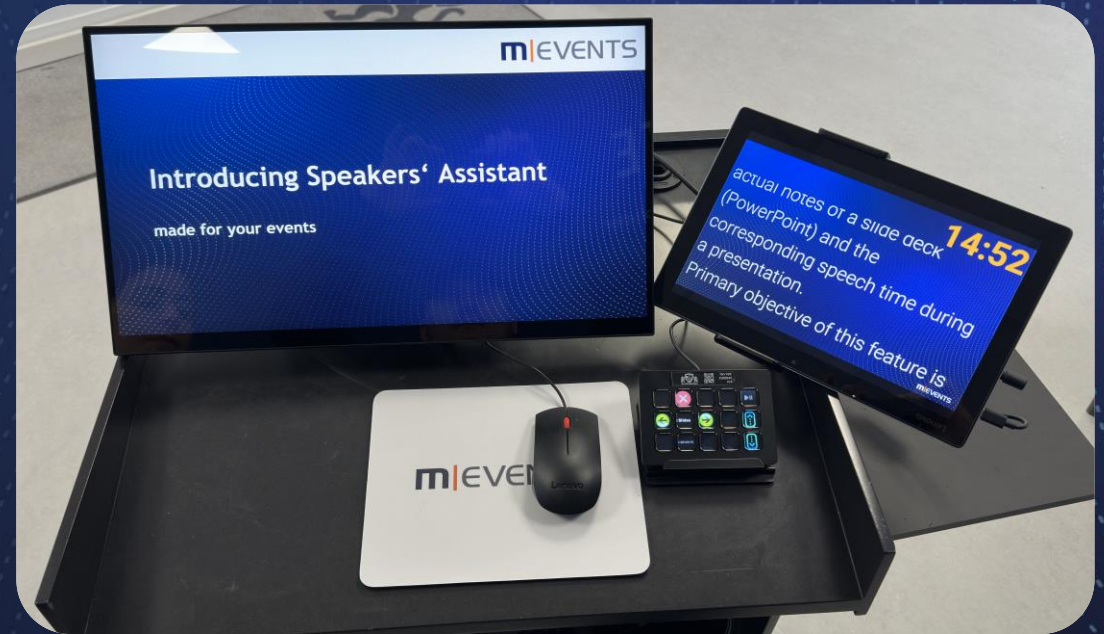 m|EVENTS
Introducing Speakers‘ Assistant
made for your events
actual notes of a slide deck
(PowerPoint) and the
14:52
corresponding speech time during
a presentation.
Primary objective of this feature is
m|EVENTS
m|EVEN
Lenovo
Lenovo